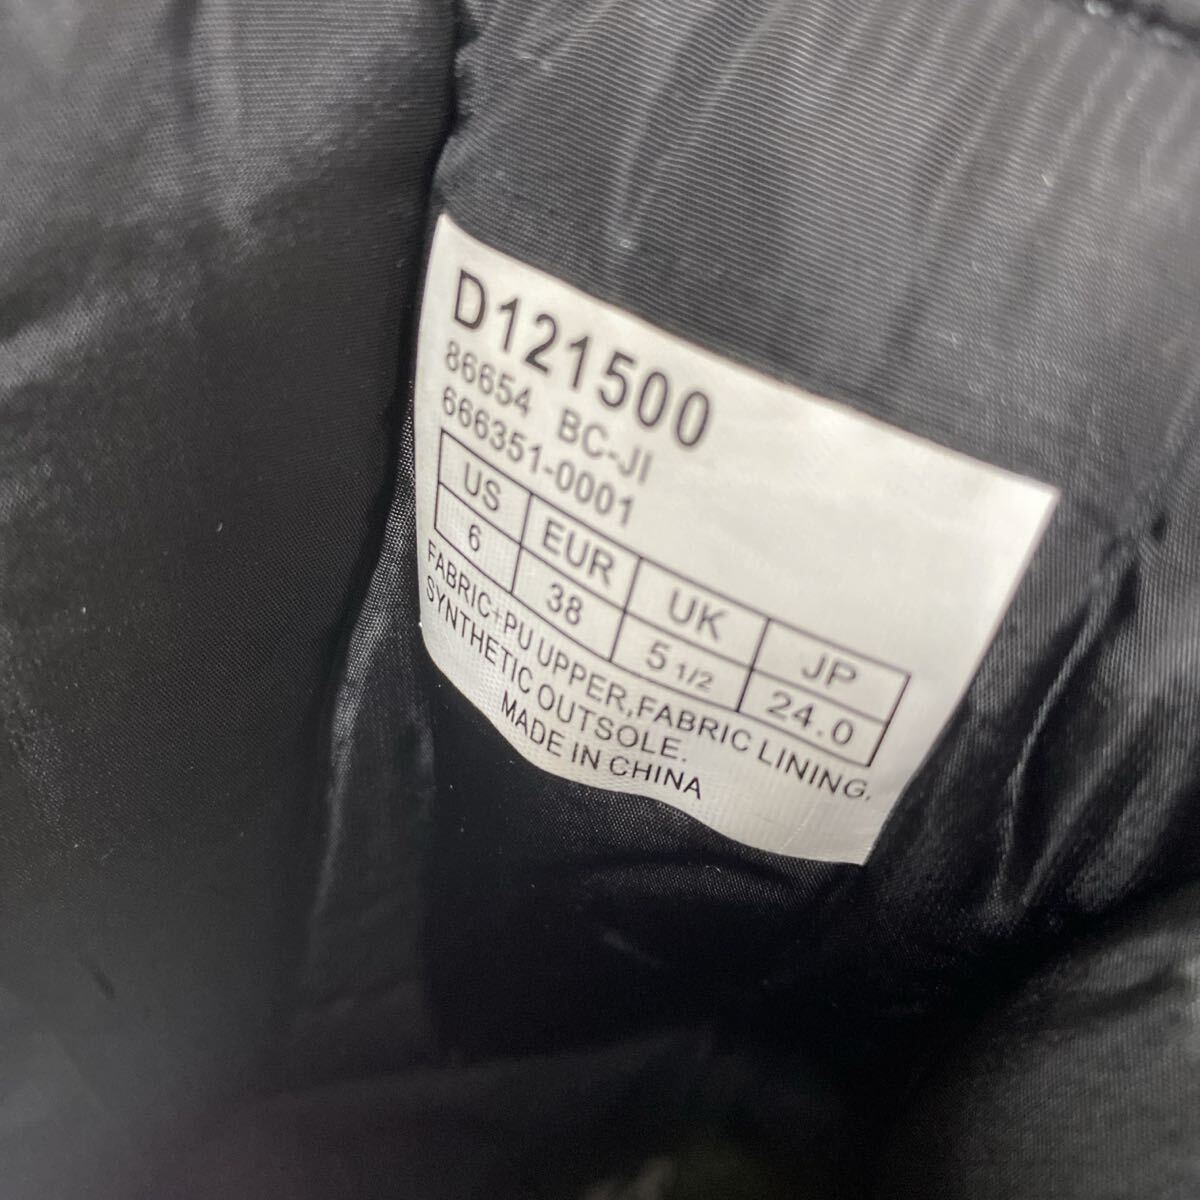 D121500
86654 BC-JI
666351-0001
US EUR UK JP
6 38 5 1/2 24.0
FABRIC+PU UPPER,FABRIC LINING.
SYNTHETIC OUTSOLE.
MADE IN CHINA